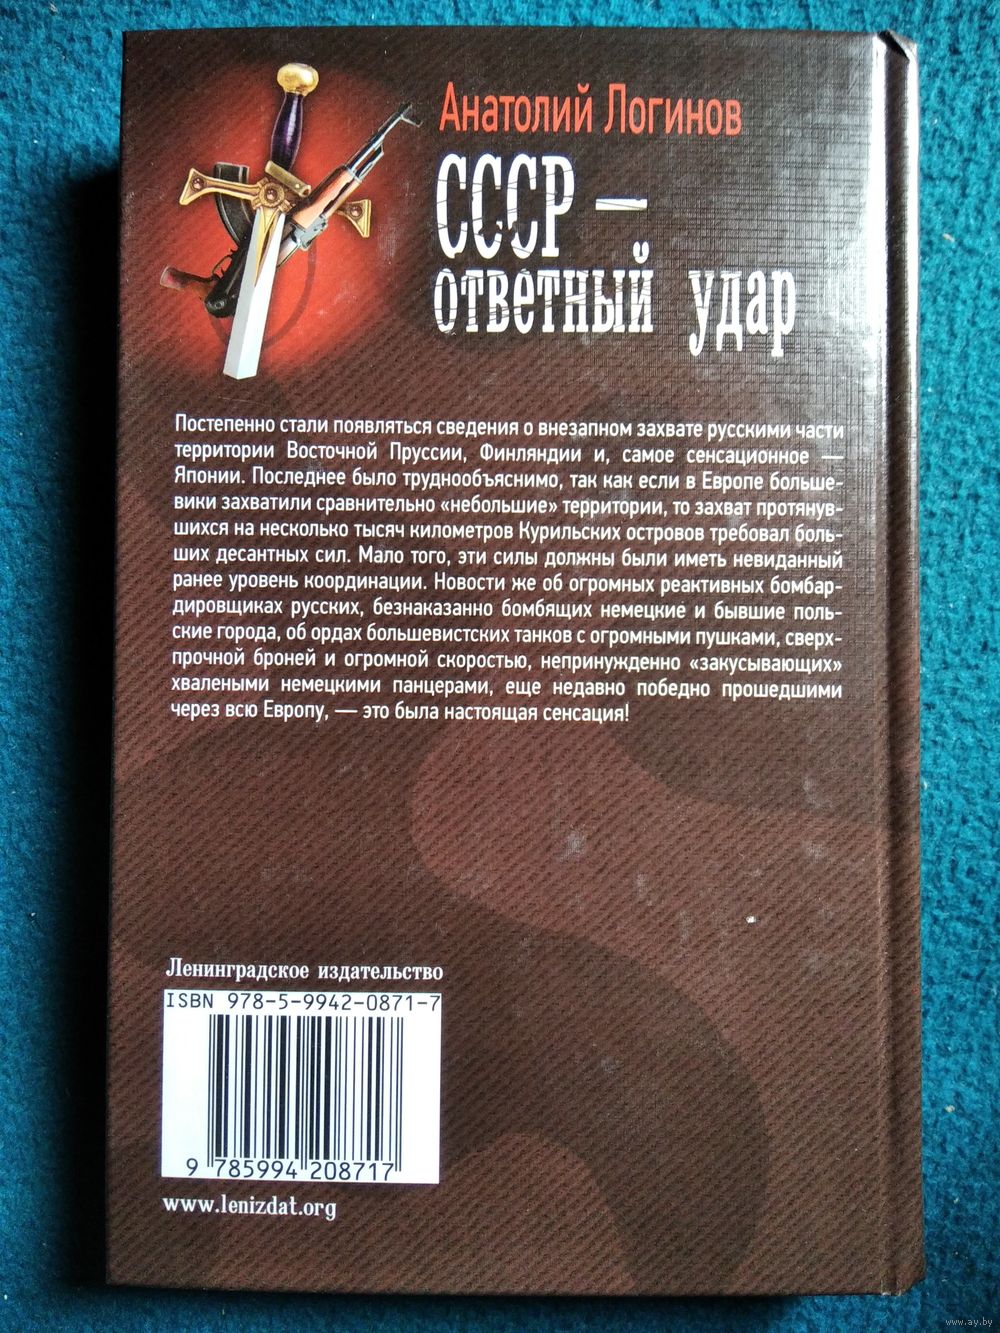 Анатолий Логинов
СССР –
ответный удар
Постепенно стали появляться сведения о внезапном захвате русскими части
территории Восточной Пруссии, Финляндии и, самое сенсационное —
Японии. Последнее было труднообъяснимо, так как если в Европе больше-
вики захватили сравнительно «небольшие» территории, то захват протянув-
шихся на несколько тысяч километров Курильских островов требовал боль-
ших десантных сил. Мало того, эти силы должны были иметь невиданный
ранее уровень координации. Новости же об огромных реактивных бомбар-
дировщиках русских, безнаказанно бомбящих немецкие и бывшие поль-
ские города, об ордах большевистских танков с огромными пушками, сверх-
прочной броней и огромной скоростью, непринужденно «закусывающих»
хвалеными немецкими панцерами, еще недавно победно прошедшими
через всю Европу, — это была настоящая сенсация!
Ленинградское издательство
ISBN 978-5-9942-0871-7
9 785994 208717
www.lenizdat.org
www.ay.by